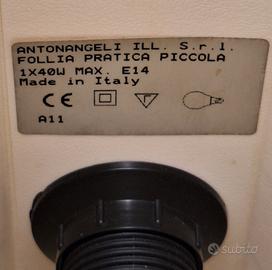 ANTONANGELI ILL. S.r.l.
FOLLIA PRATICA PICCOLA
1X40W MAX. E14
Made in Italy
CE F
A11
subito